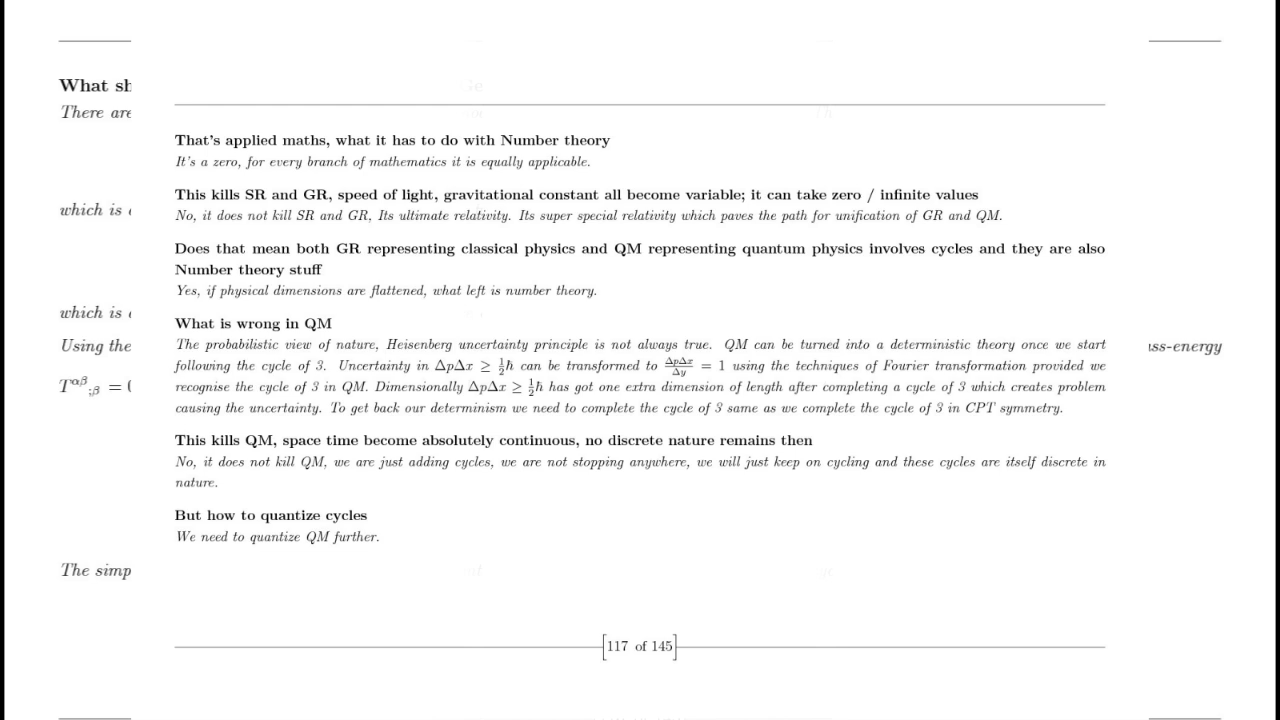 What sh
There are
That's applied maths, what it has to do with Number theory
It's a zero, for every branch of mathematics it is equally applicable.
This kills SR and GR, speed of light, gravitational constant all become variable; it can take zero / infinite values
which is
No, it does not kill SR and GR, Its ultimate relativity. Its super special relativity which paves the path for unification of GR and QM.
Does that mean both GR representing classical physics and QM representing quantum physics involves cycles and they are also
Number theory stuff
Yes, if physical dimensions are flattened, what left is number theory.
which is
What is wrong in QM
Using the
The probabilistic view of nature, Heisenberg uncertainty principle is not always true. QM can be turned into a deterministic theory once we start
ss-energy
following the cycle of 3. Uncertainty in ΔpΔx ≥ ½ħ can be transformed to ΔpΔx/Δy = 1 using the techniques of Fourier transformation provided we
T^{αβ}_{;β} = 0
recognise the cycle of 3 in QM. Dimensionally ΔpΔx ≥ ½ħ has got one extra dimension of length after completing a cycle of 3 which creates problem
causing the uncertainty. To get back our determinism we need to complete the cycle of 3 same as we complete the cycle of 3 in CPT symmetry.
This kills QM, space time become absolutely continuous, no discrete nature remains then
No, it does not kill QM, we are just adding cycles, we are not stopping anywhere, we will just keep on cycling and these cycles are itself discrete in
nature.
But how to quantize cycles
We need to quantize QM further.
The simp
[117 of 145]